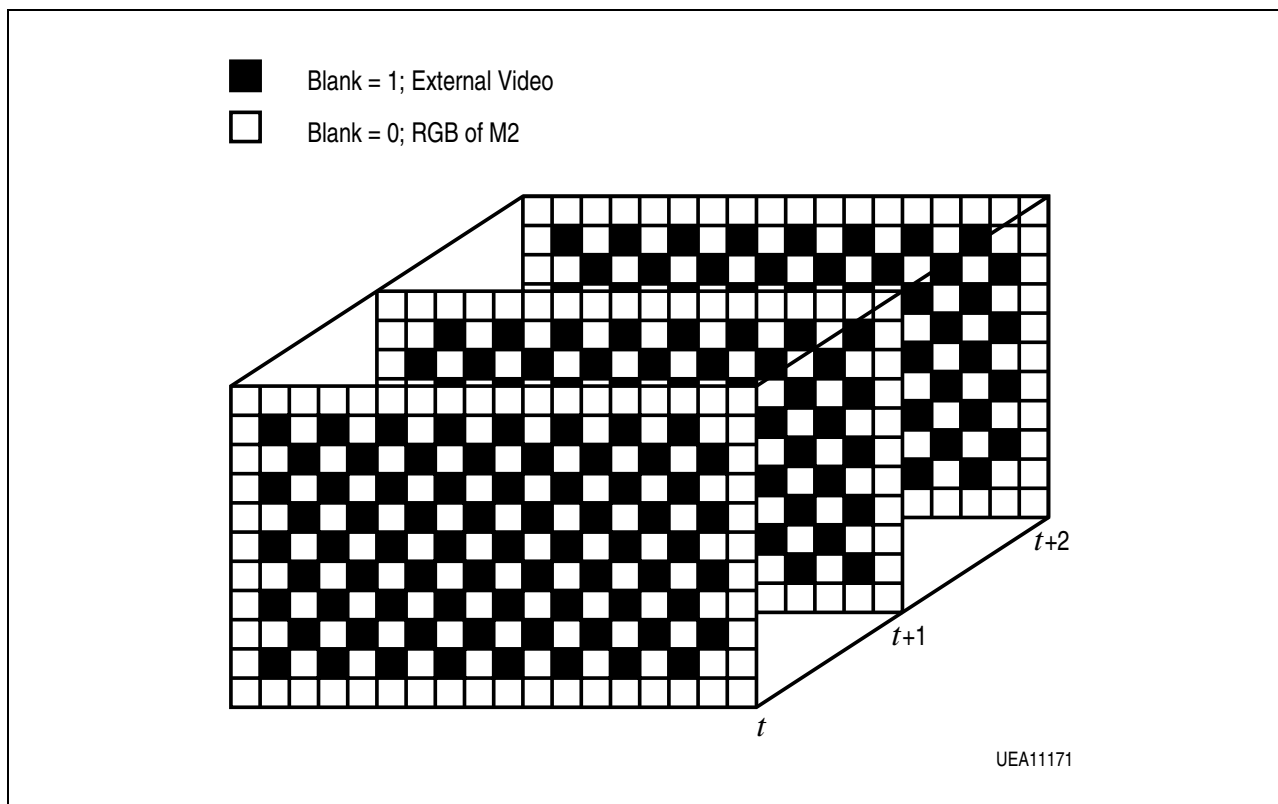 Blank = 1; External Video
Blank = 0; RGB of M2
t+2
t+1
t
UEA11171